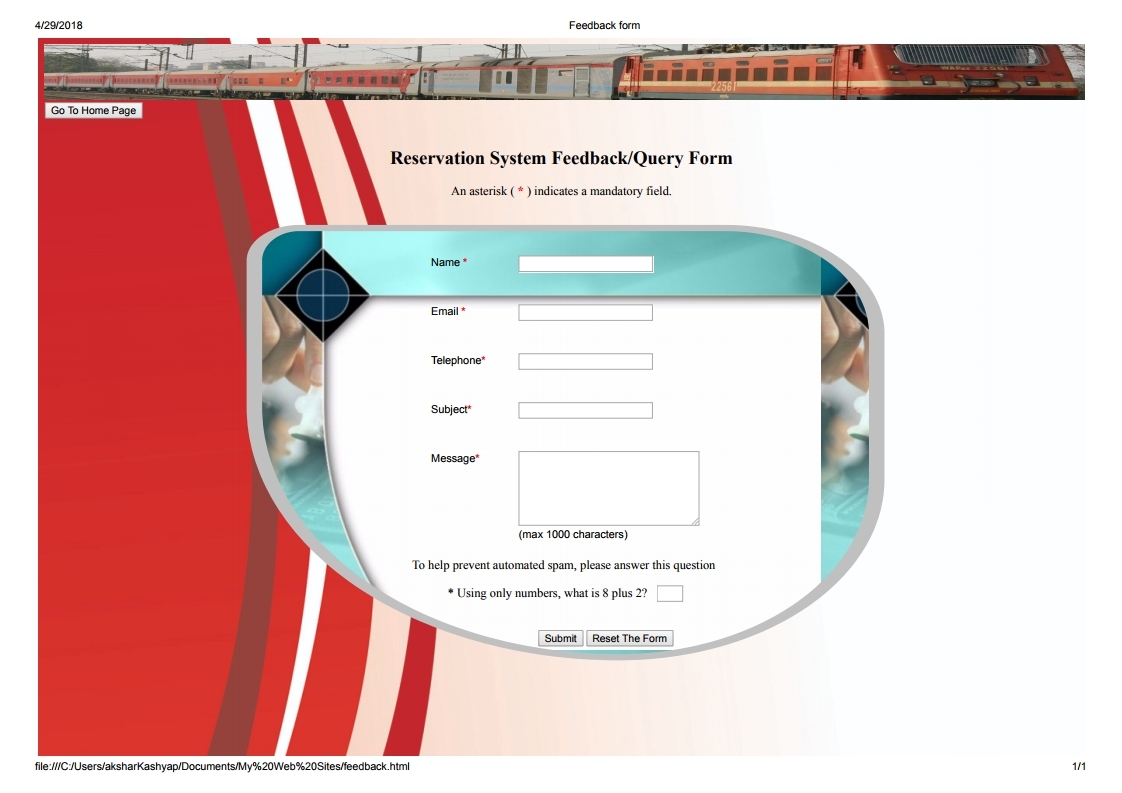 4/29/2018 Feedback form
22561
Go To Home Page
Reservation System Feedback/Query Form
An asterisk ( * ) indicates a mandatory field.
Name *
Email *
Telephone*
Subject*
Message*
(max 1000 characters)
To help prevent automated spam, please answer this question
* Using only numbers, what is 8 plus 2?
Submit Reset The Form
file:///C:/Users/aksharKashyap/Documents/My%20Web%20Sites/feedback.html 1/1